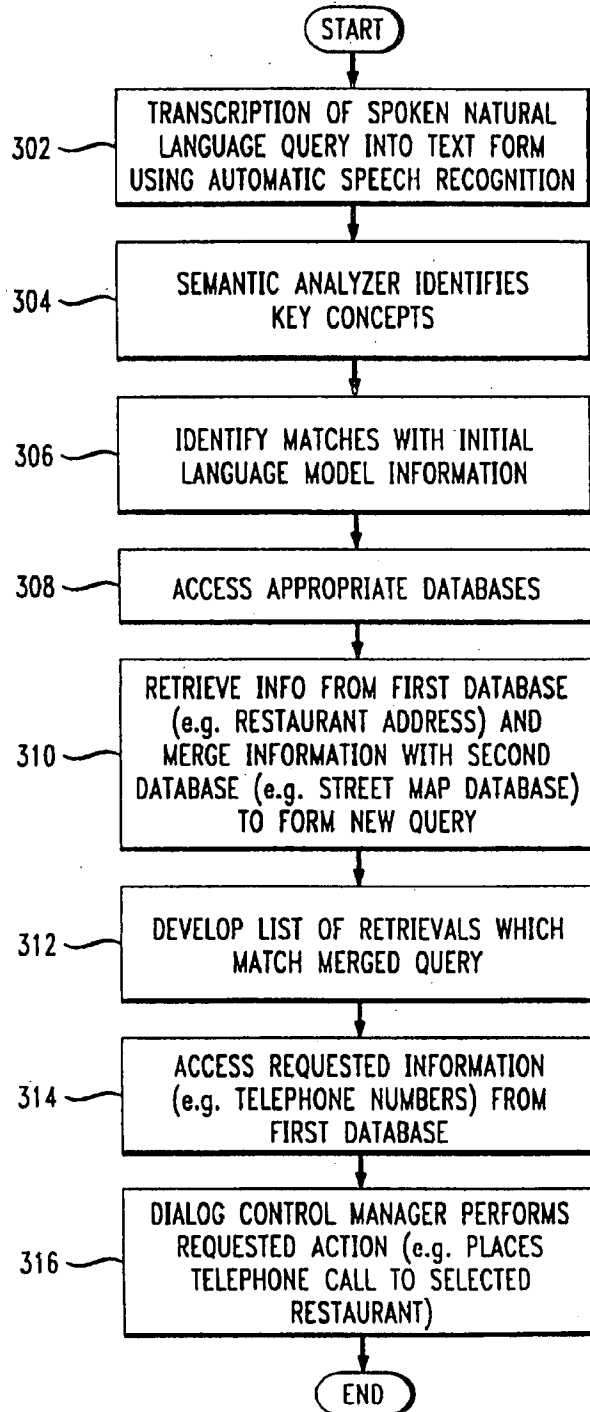 START
302
TRANSCRIPTION OF SPOKEN NATURAL
LANGUAGE QUERY INTO TEXT FORM
USING AUTOMATIC SPEECH RECOGNITION
304
SEMANTIC ANALYZER IDENTIFIES
KEY CONCEPTS
306
IDENTIFY MATCHES WITH INITIAL
LANGUAGE MODEL INFORMATION
308
ACCESS APPROPRIATE DATABASES
310
RETRIEVE INFO FROM FIRST DATABASE
(e.g. RESTAURANT ADDRESS) AND
MERGE INFORMATION WITH SECOND
DATABASE (e.g. STREET MAP DATABASE)
TO FORM NEW QUERY
312
DEVELOP LIST OF RETRIEVALS WHICH
MATCH MERGED QUERY
314
ACCESS REQUESTED INFORMATION
(e.g. TELEPHONE NUMBERS) FROM
FIRST DATABASE
316
DIALOG CONTROL MANAGER PERFORMS
REQUESTED ACTION (e.g. PLACES
TELEPHONE CALL TO SELECTED
RESTAURANT)
END